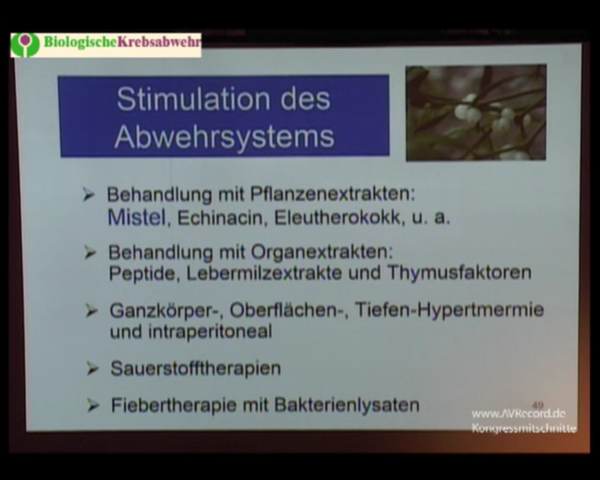 BiologischeKrebsabwehr
Stimulation des
Abwehrsystems
➢ Behandlung mit Pflanzenextrakten:
Mistel, Echinacin, Eleutherokokk, u. a.
➢ Behandlung mit Organextrakten:
Peptide, Lebermilzextrakte und Thymusfaktoren
➢ Ganzkörper-, Oberflächen-, Tiefen-Hypertmermie
und intraperitoneal
➢ Sauerstofftherapien
➢ Fiebertherapie mit Bakterienlysaten
49
www.AVRecord.de
Kongressmitschnitte